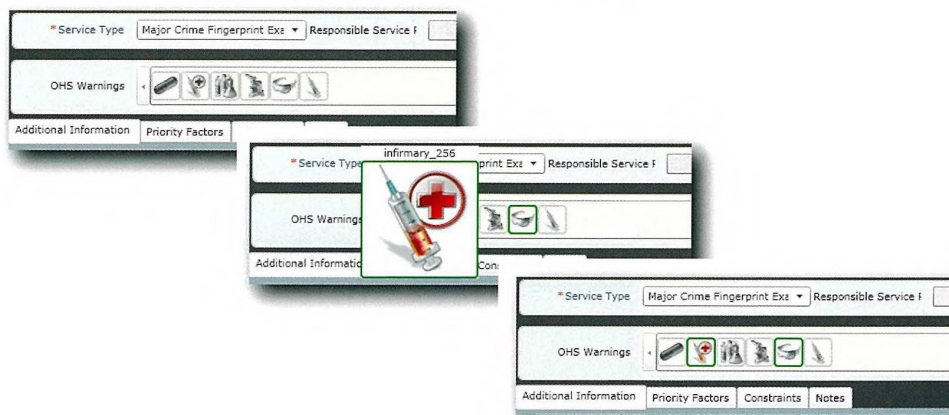 *Service Type Major Crime Fingerprint Exa Responsible Service F
OHS Warnings
Additional Information Priority Factors
infirmary_256
*Service Type print Exa Responsible Service F
OHS Warnings
Additional Informatio Con
*Service Type Major Crime Fingerprint Exa Responsible Service F
OHS Warnings
Additional Information Priority Factors Constraints Notes